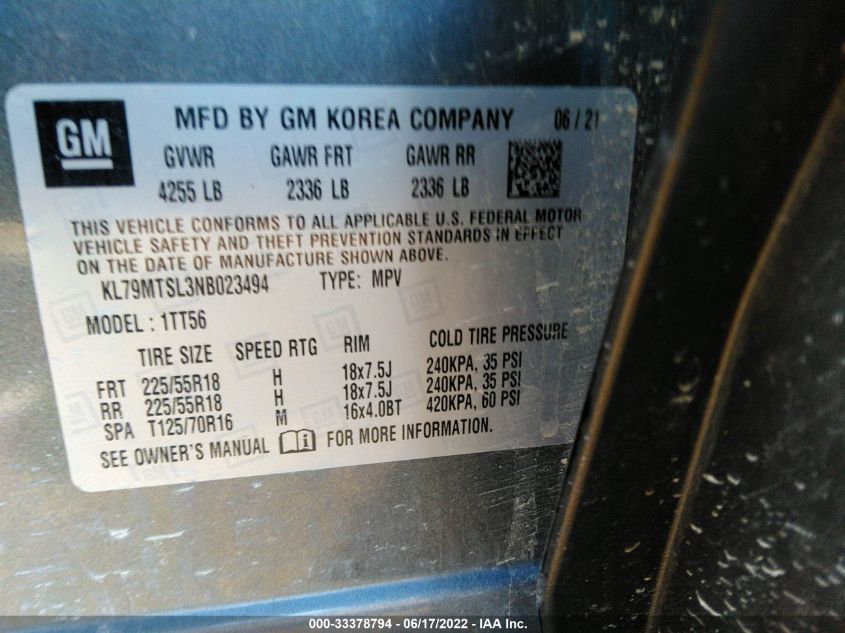 GM
MFD BY GM KOREA COMPANY 06 / 21
GVWR GAWR FRT GAWR RR
4255 LB 2336 LB 2336 LB
THIS VEHICLE CONFORMS TO ALL APPLICABLE U.S. FEDERAL MOTOR
VEHICLE SAFETY AND THEFT PREVENTION STANDARDS IN EFFECT
ON THE DATE OF MANUFACTURE SHOWN ABOVE.
KL79MTSL3NB023494 TYPE: MPV
MODEL : 1TT56
TIRE SIZE SPEED RTG RIM COLD TIRE PRESSURE
FRT 225/55R18 H 18x7.5J 240KPA, 35 PSI
RR 225/55R18 H 18x7.5J 240KPA, 35 PSI
SPA T125/70R16 M 16x4.0BT 420KPA, 60 PSI
SEE OWNER'S MANUAL FOR MORE INFORMATION.
000-33378794 - 06/17/2022 - IAA Inc.